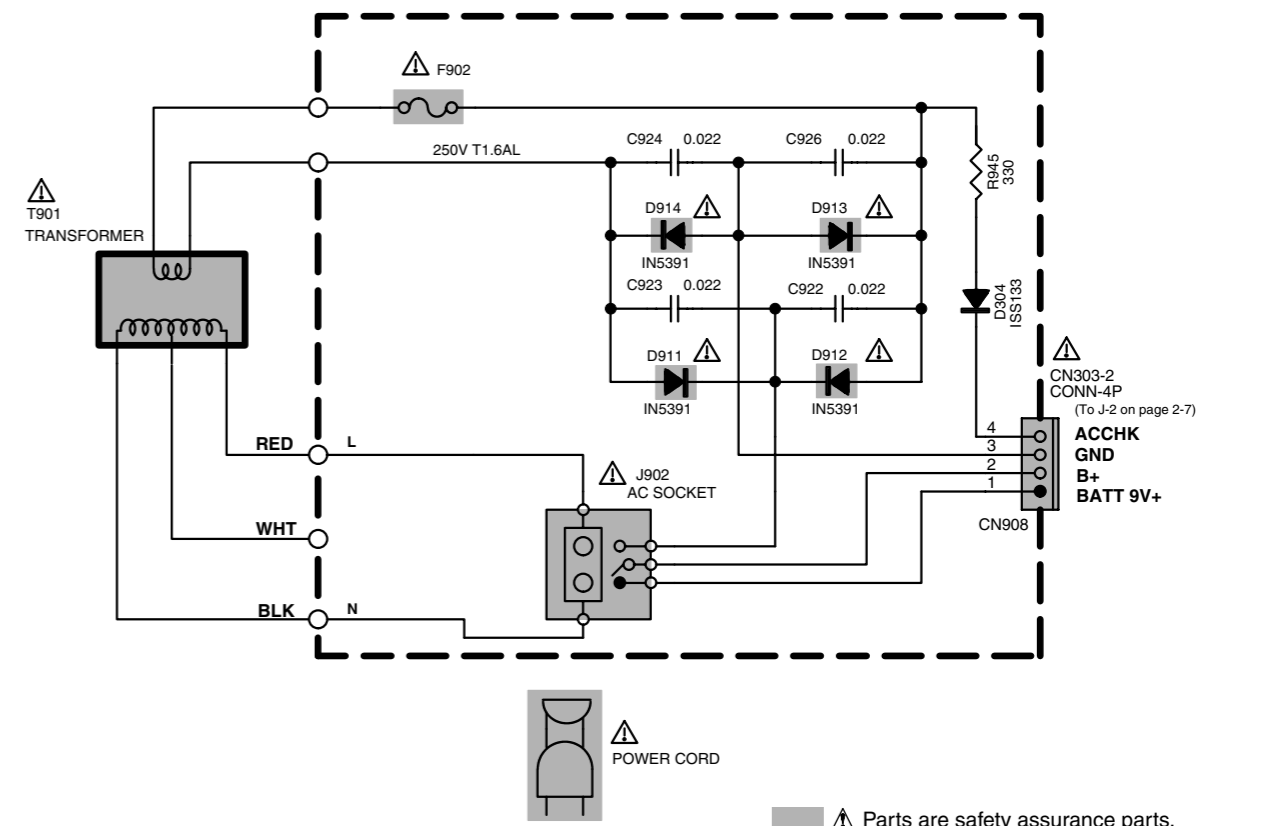 F902
250V T1.6AL
C924 0.022
C926 0.022
R945
330
T901
TRANSFORMER
D914
D913
IN5391
IN5391
C923 0.022
C922 0.022
D304
ISS133
D911
D912
IN5391
IN5391
CN303-2
CONN-4P
(To J-2 on page 2-7)
4 ACCHK
3 GND
2 B+
1 BATT 9V+
CN908
RED L
J902
AC SOCKET
WHT
BLK N
POWER CORD
Parts are safety assurance parts.